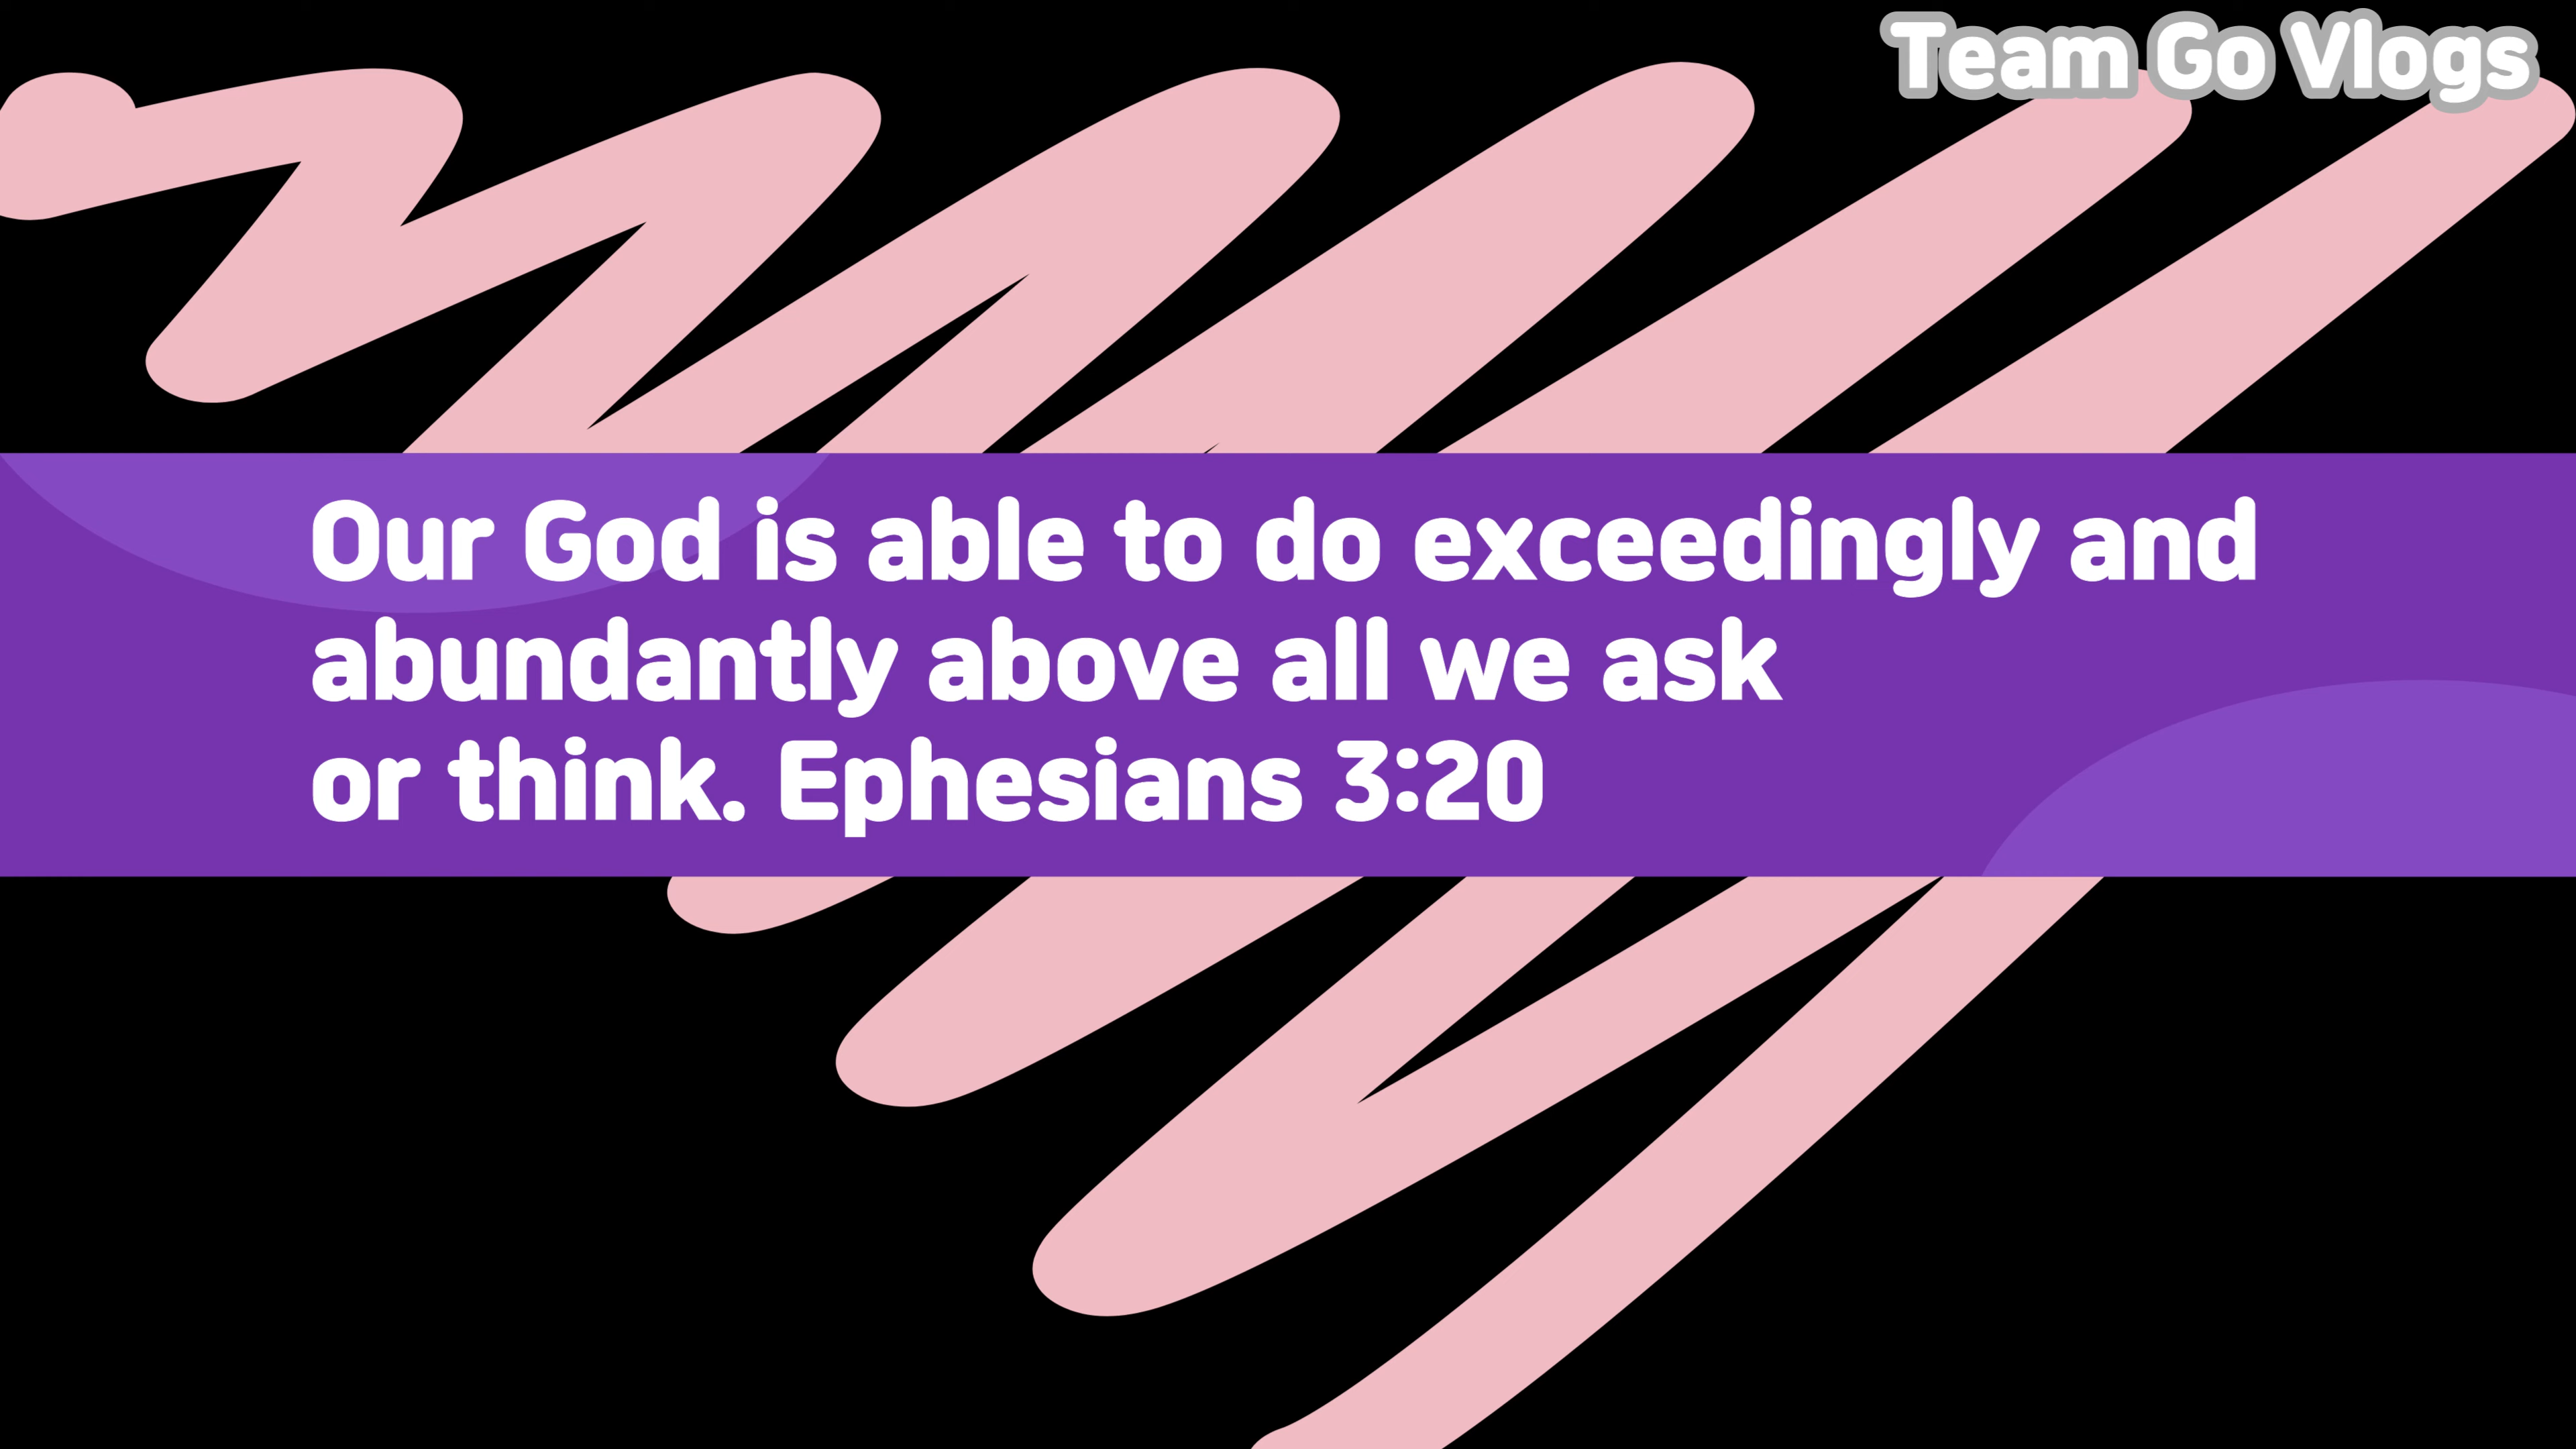 Team Go Vlogs
Our God is able to do exceedingly and
abundantly above all we ask
or think. Ephesians 3:20